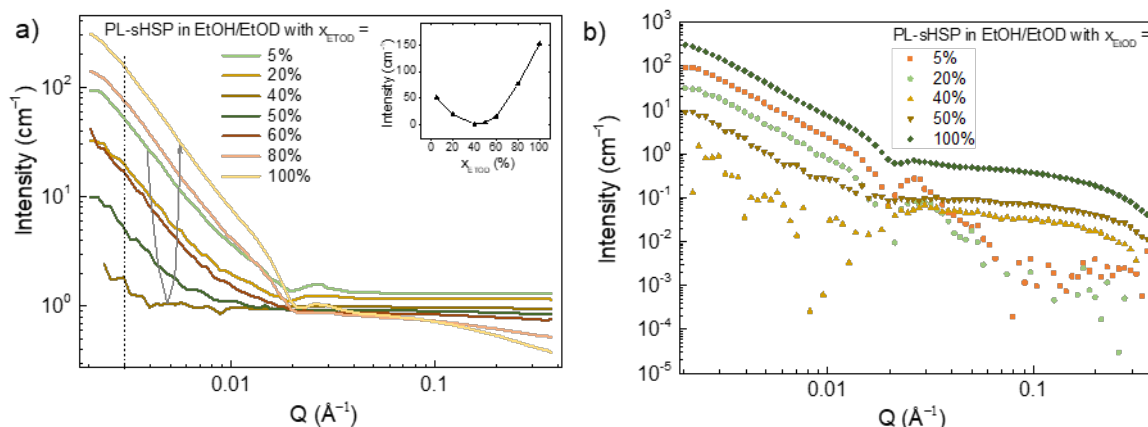 a)
PL-sHSP in EtOH/EtOD with x_ETOD =
5%
20%
40%
50%
60%
80%
100%
Intensity (cm⁻¹)
10²
10¹
10⁰
0.01
0.1
Q (Å⁻¹)
Intensity (cm⁻¹)
150
100
50
0
0 20 40 60 80 100
x_ETOD (%)
b)
PL-sHSP in EtOH/EtOD with x_EtOD =
5%
20%
40%
50%
100%
Intensity (cm⁻¹)
10³
10²
10¹
10⁰
10⁻¹
10⁻²
10⁻³
10⁻⁴
10⁻⁵
0.01
0.1
Q (Å⁻¹)